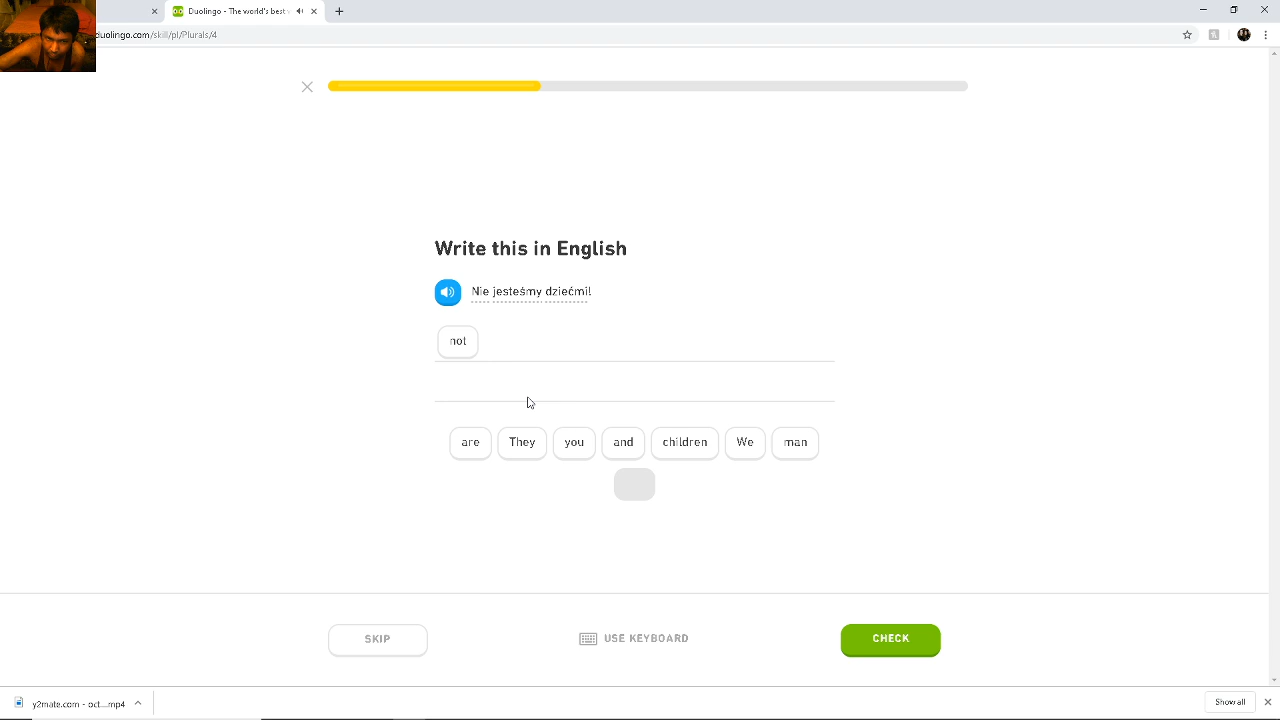 Duolingo - The world's best v
duolingo.com/skill/pl/Plurals/4
Write this in English
Nie jesteśmy dziećmi!
not
are They you and children We man
SKIP USE KEYBOARD CHECK
y2mate.com - oct....mp4 Show all